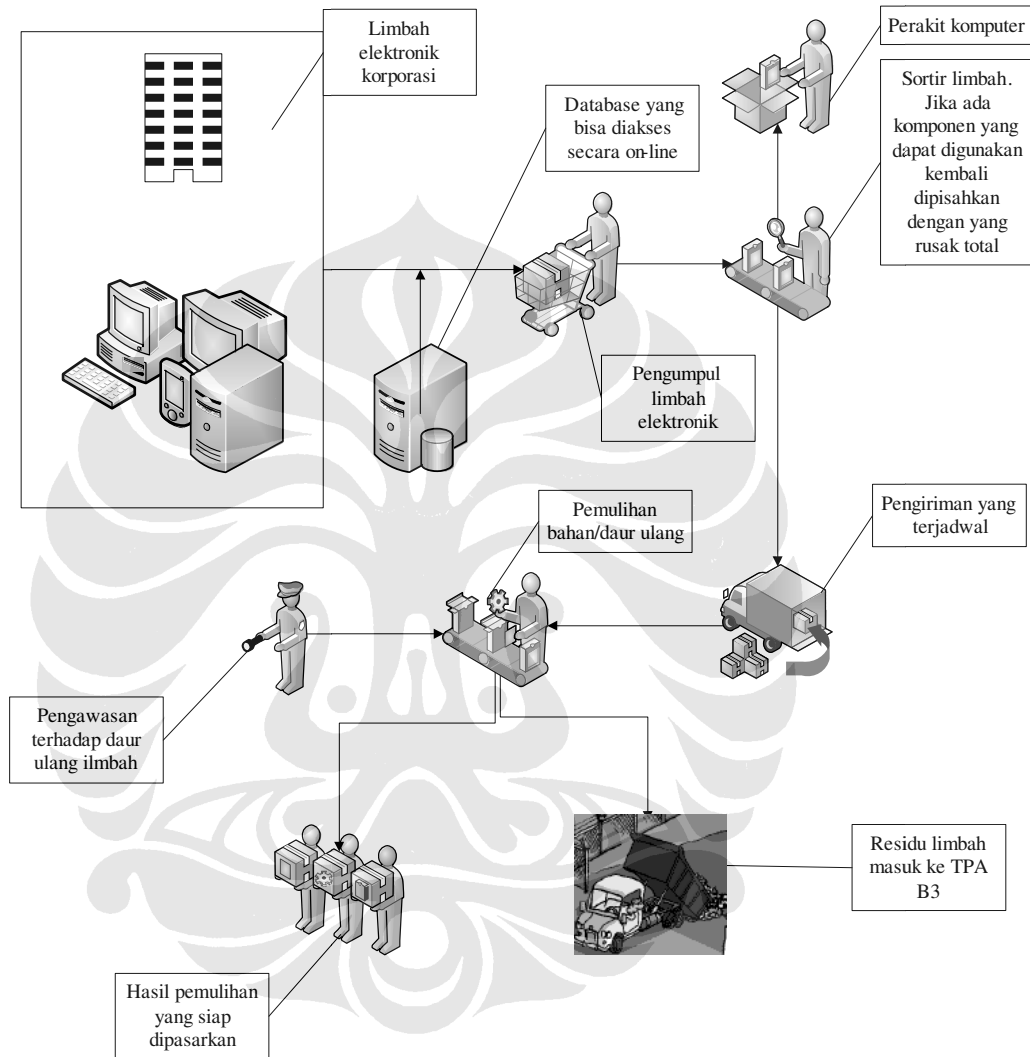 Limbah
elektronik
korporasi
Perakit komputer
Database yang
bisa diakses
secara on-line
Sortir limbah.
Jika ada
komponen yang
dapat digunakan
kembali
dipisahkan
dengan yang
rusak total
Pengumpul
limbah
elektronik
Pemulihan
bahan/daur ulang
Pengiriman yang
terjadwal
Pengawasan
terhadap daur
ulang ilmbah
Residu limbah
masuk ke TPA
B3
Hasil pemulihan
yang siap
dipasarkan